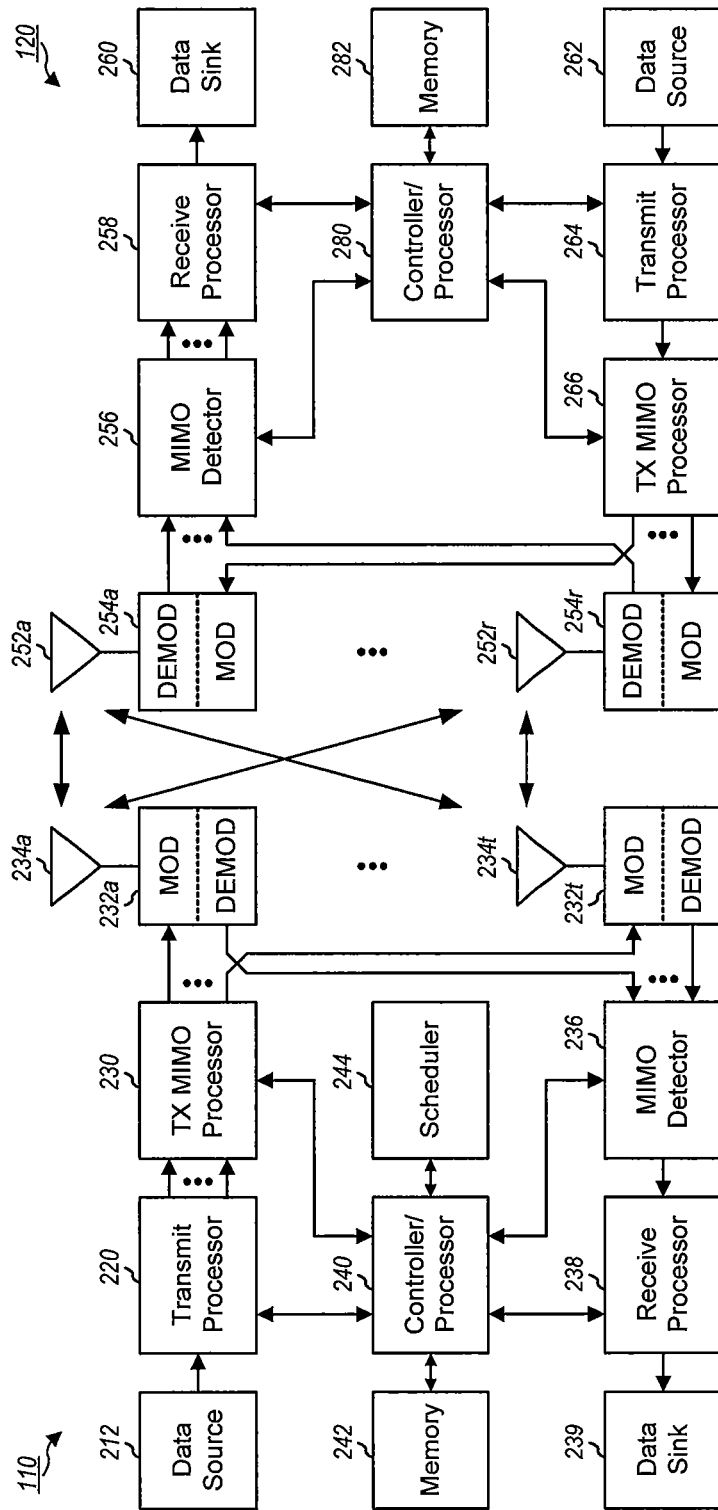 110
120
212
Data
Source
220
Transmit
Processor
230
TX MIMO
Processor
232a
MOD
DEMOD
234a
252a
254a
DEMOD
MOD
256
MIMO
Detector
258
Receive
Processor
260
Data
Sink
242
Memory
240
Controller/
Processor
244
Scheduler
280
Controller/
Processor
282
Memory
239
Data
Sink
238
Receive
Processor
236
MIMO
Detector
232t
MOD
DEMOD
234t
252r
254r
DEMOD
MOD
266
TX MIMO
Processor
264
Transmit
Processor
262
Data
Source